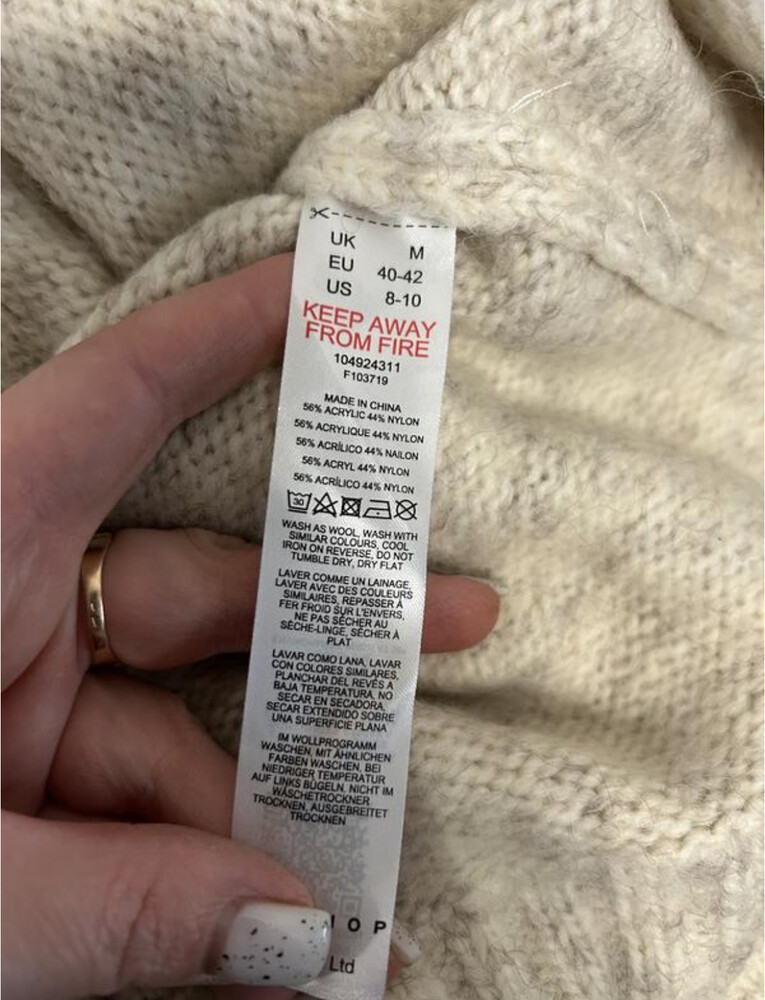 UK M
EU 40-42
US 8-10
KEEP AWAY
FROM FIRE
104924311
F103719
MADE IN CHINA
56% ACRYLIC 44% NYLON
56% ACRYLIQUE 44% NYLON
56% ACRÍLICO 44% NAILON
56% ACRYL 44% NYLON
56% ACRÍLICO 44% NYLON
30
WASH AS WOOL, WASH WITH
SIMILAR COLOURS, COOL
IRON ON REVERSE, DO NOT
TUMBLE DRY, DRY FLAT
LAVER COMME UN LAINAGE,
LAVER AVEC DES COULEURS
SIMILAIRES, REPASSER À
FER FROID SUR L'ENVERS,
NE PAS SÉCHER AU
SÈCHE-LINGE, SÉCHER À
PLAT
LAVAR COMO LANA, LAVAR
CON COLORES SIMILARES,
PLANCHAR DEL REVÉS A
BAJA TEMPERATURA, NO
SECAR EN SECADORA,
SECAR EXTENDIDO SOBRE
UNA SUPERFICIE PLANA
IM WOLLPROGRAMM
WASCHEN, MIT ÄHNLICHEN
FARBEN WASCHEN, BEI
NIEDRIGER TEMPERATUR
AUF LINKS BÜGELN, NICHT IM
WÄSCHETROCKNER
TROCKNEN, AUSGEBREITET
TROCKNEN
O P
Ltd